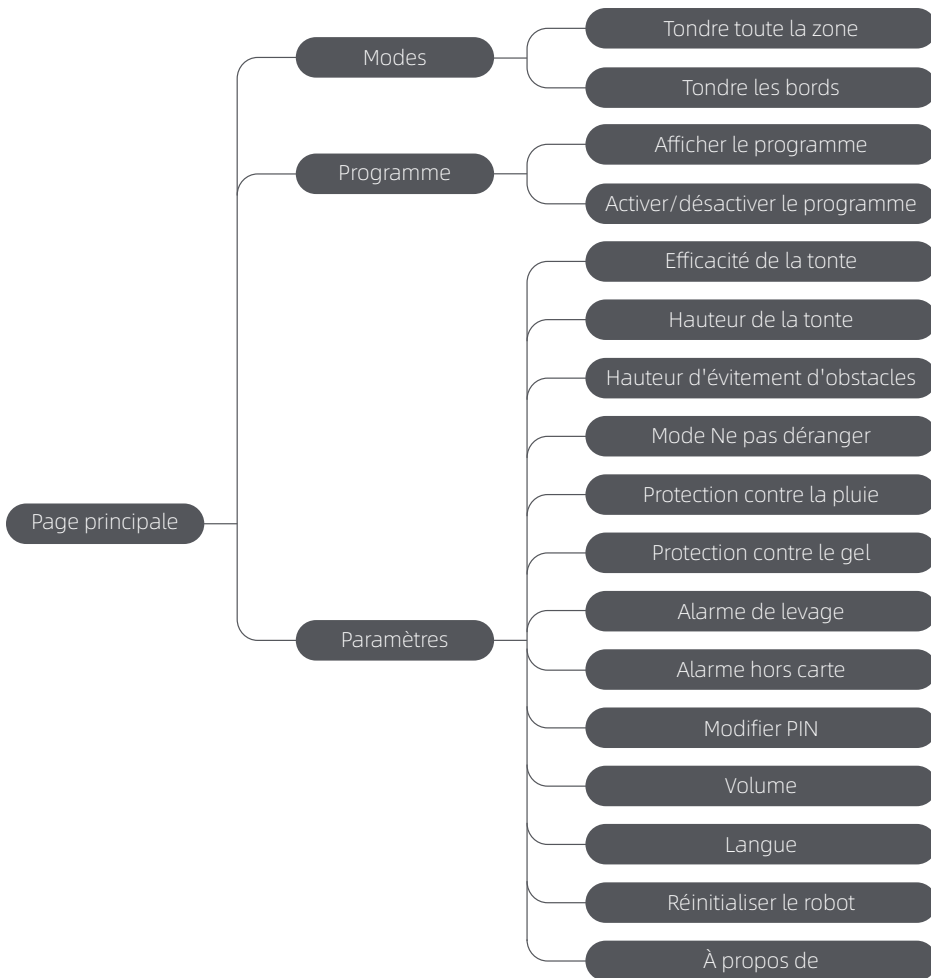 Page principale
Modes
Tondre toute la zone
Tondre les bords
Programme
Afficher le programme
Activer/désactiver le programme
Paramètres
Efficacité de la tonte
Hauteur de la tonte
Hauteur d'évitement d'obstacles
Mode Ne pas déranger
Protection contre la pluie
Protection contre le gel
Alarme de levage
Alarme hors carte
Modifier PIN
Volume
Langue
Réinitialiser le robot
À propos de